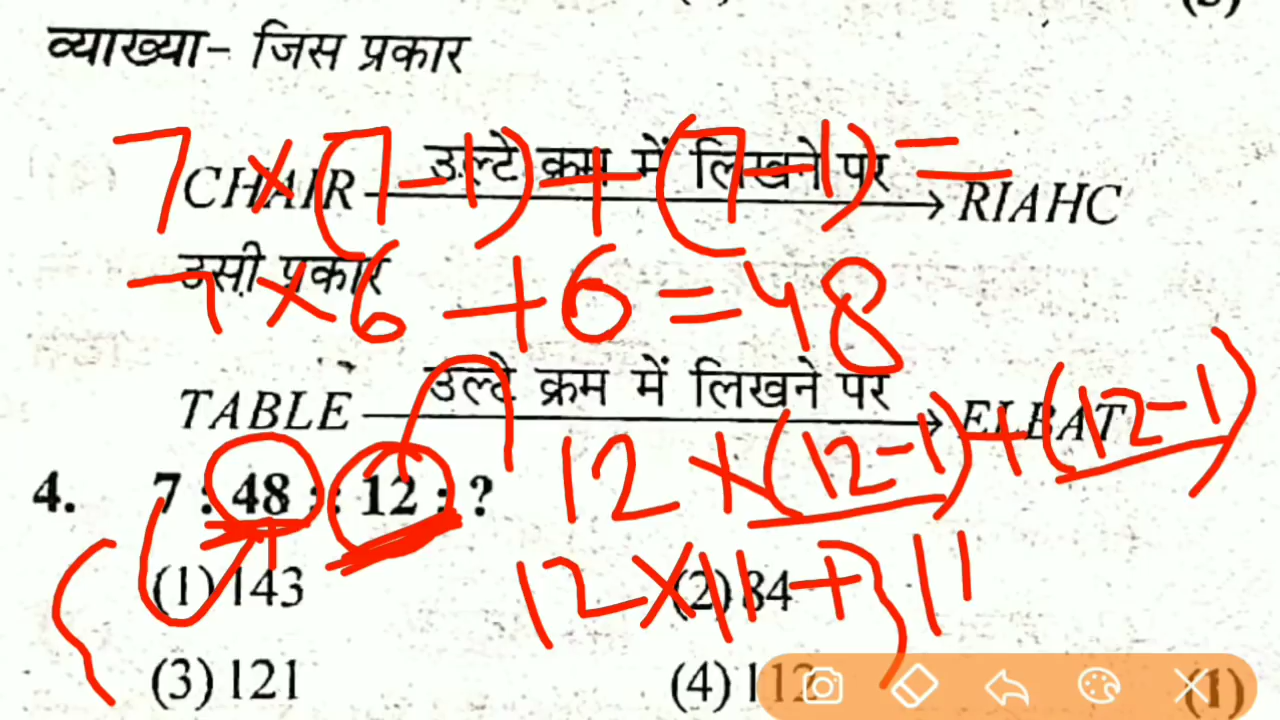 व्याख्या– जिस प्रकार
7 × (7-1) + (7-1) =
CHAIR उल्टे क्रम में लिखने पर RIAHC
उसी प्रकार
7 × 6 + 6 = 48
TABLE उल्टे क्रम में लिखने पर ELBAT
12 × (12-1) + (12-1)
4. 7 : 48 :: 12 : ?
12 × 11 + 11
(1) 143 (2) 84
(3) 121 (4) 112 (1)